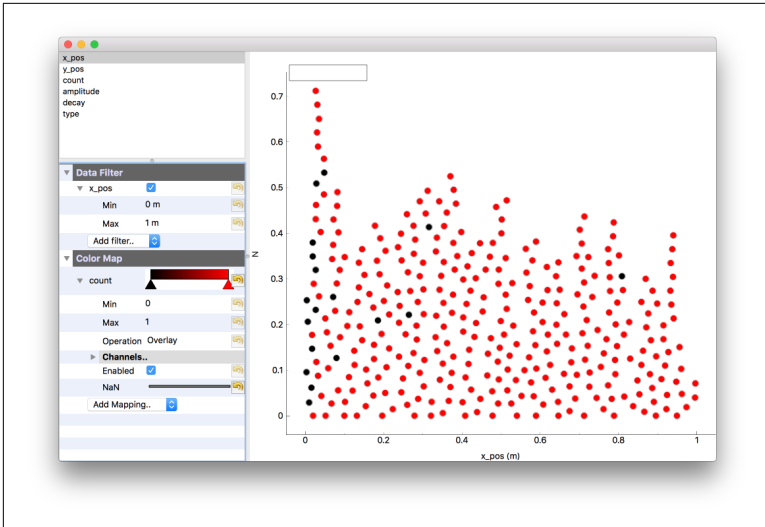 x_pos
y_pos
count
amplitude
decay
type
Data Filter
x_pos
Min 0 m
Max 1 m
Add filter..
Color Map
count
Min 0
Max 1
Operation Overlay
Channels..
Enabled
NaN
Add Mapping..
0.7
0.6
0.5
0.4
N
0.3
0.2
0.1
0
0 0.2 0.4 0.6 0.8 1
x_pos (m)